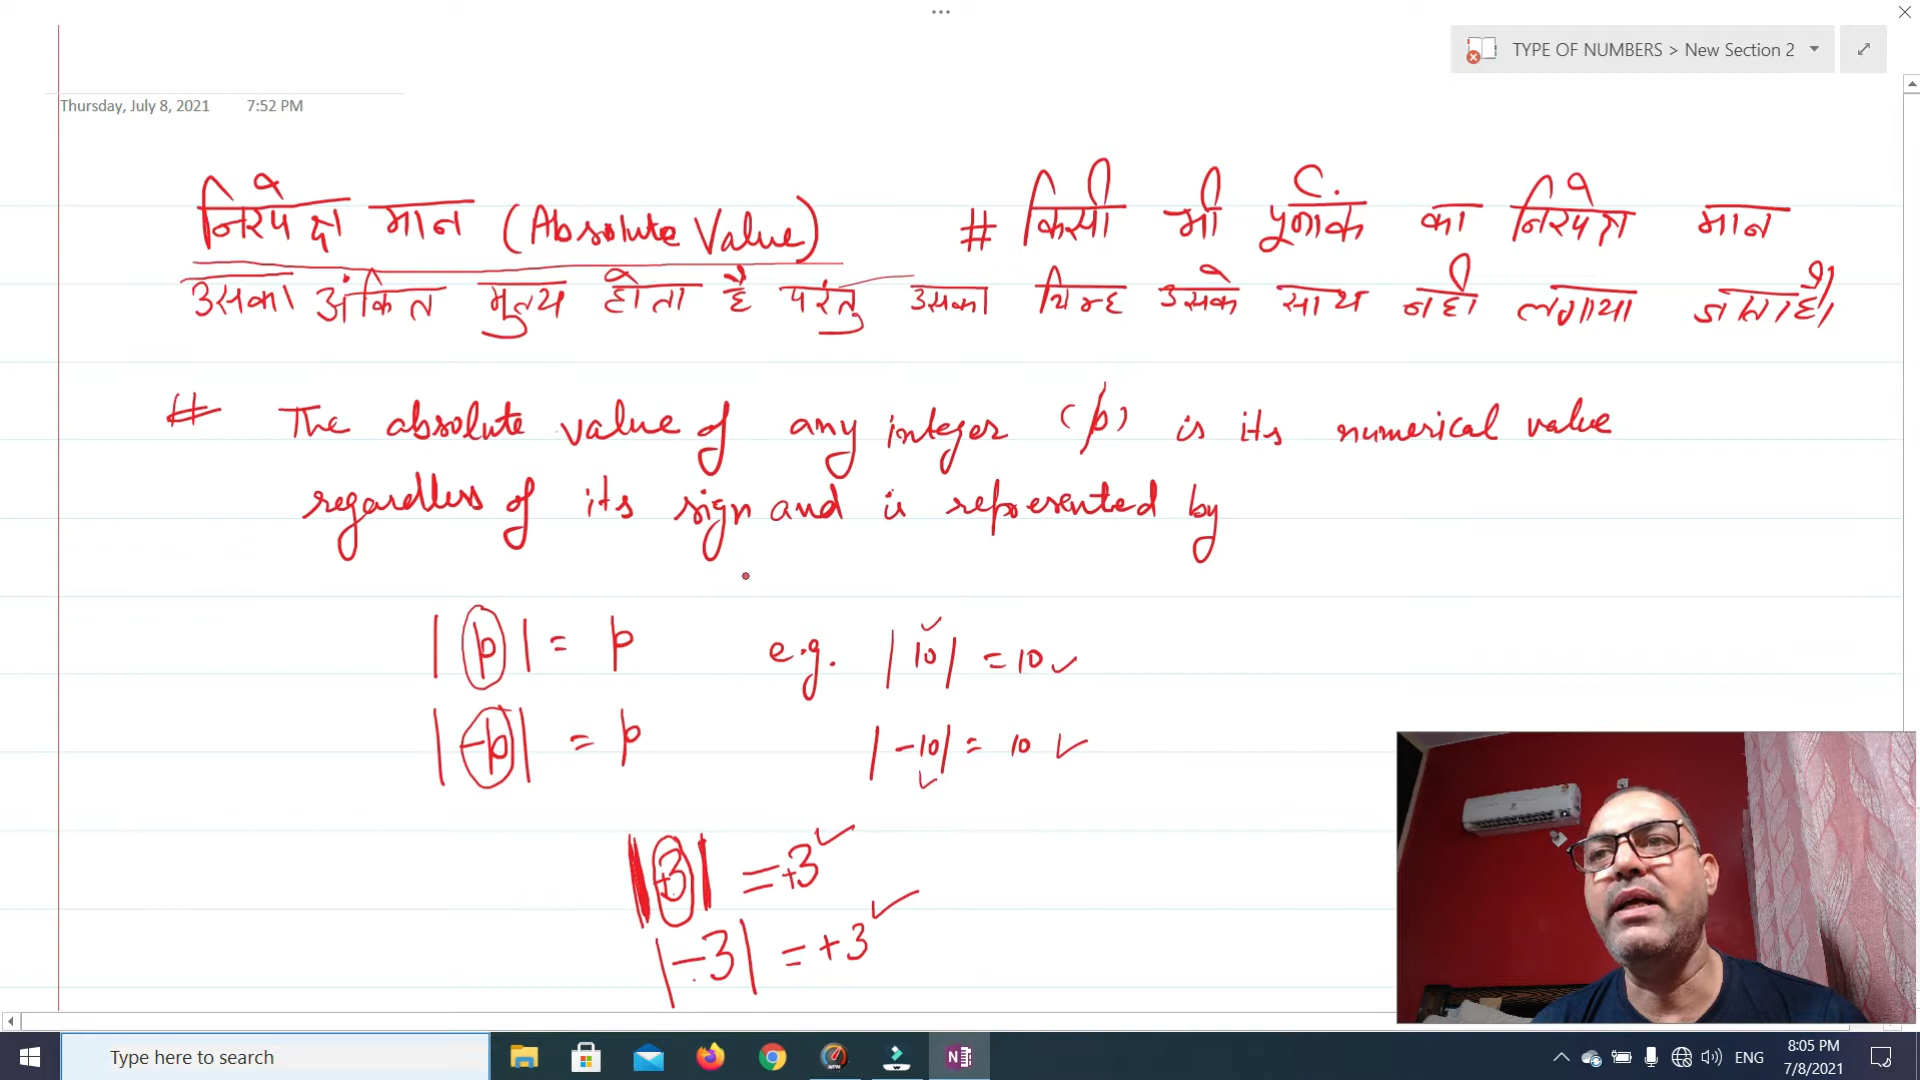 TYPE OF NUMBERS > New Section 2
Thursday, July 8, 2021 7:52 PM
निरपेक्ष मान (Absolute Value) # किसी भी पूर्णांक का निरपेक्ष मान
उसका अंकित मूल्य होता है परंतु उसका चिन्ह उसके साथ नही लगाया जाता है।
# The absolute value of any integer (p) is its numerical value
regardless of its sign and is represented by
|p| = p e.g. |10| = 10 ✓
|-p| = p |-10| = 10 ✓
|+3| = +3 ✓
|-3| = +3 ✓
Type here to search
ENG
8:05 PM
7/8/2021